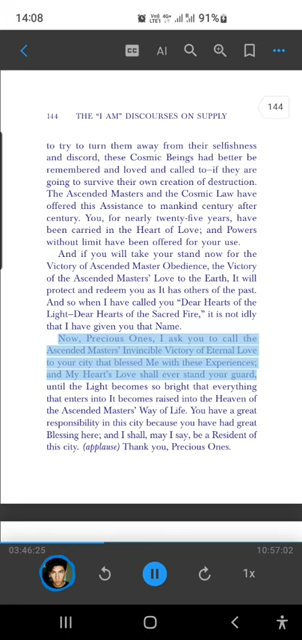 14:08
91%
CC
AI
144
144 THE “I AM” DISCOURSES ON SUPPLY
to try to turn them away from their selfishness
and discord, these Cosmic Beings had better be
remembered and loved and called to–if they are
going to survive their own creation of destruction.
The Ascended Masters and the Cosmic Law have
offered this Assistance to mankind century after
century. You, for nearly twenty-five years, have
been carried in the Heart of Love; and Powers
without limit have been offered for your use.
And if you will take your stand now for the
Victory of Ascended Master Obedience, the Victory
of the Ascended Masters’ Love to the Earth, It will
protect and redeem you as It has others of the past.
And so when I have called you “Dear Hearts of the
Light–Dear Hearts of the Sacred Fire,” it is not idly
that I have given you that Name.
Now, Precious Ones, I ask you to call the
Ascended Masters’ Invincible Victory of Eternal Love
to your city that blessed Me with these Experiences;
and My Heart’s Love shall ever stand your guard,
until the Light becomes so bright that everything
that enters into It becomes raised into the Heaven of
the Ascended Masters’ Way of Life. You have a great
responsibility in this city because you have had great
Blessing here; and I shall, may I say, be a Resident of
this city. (applause) Thank you, Precious Ones.
03:46:25 10:57:02
1x